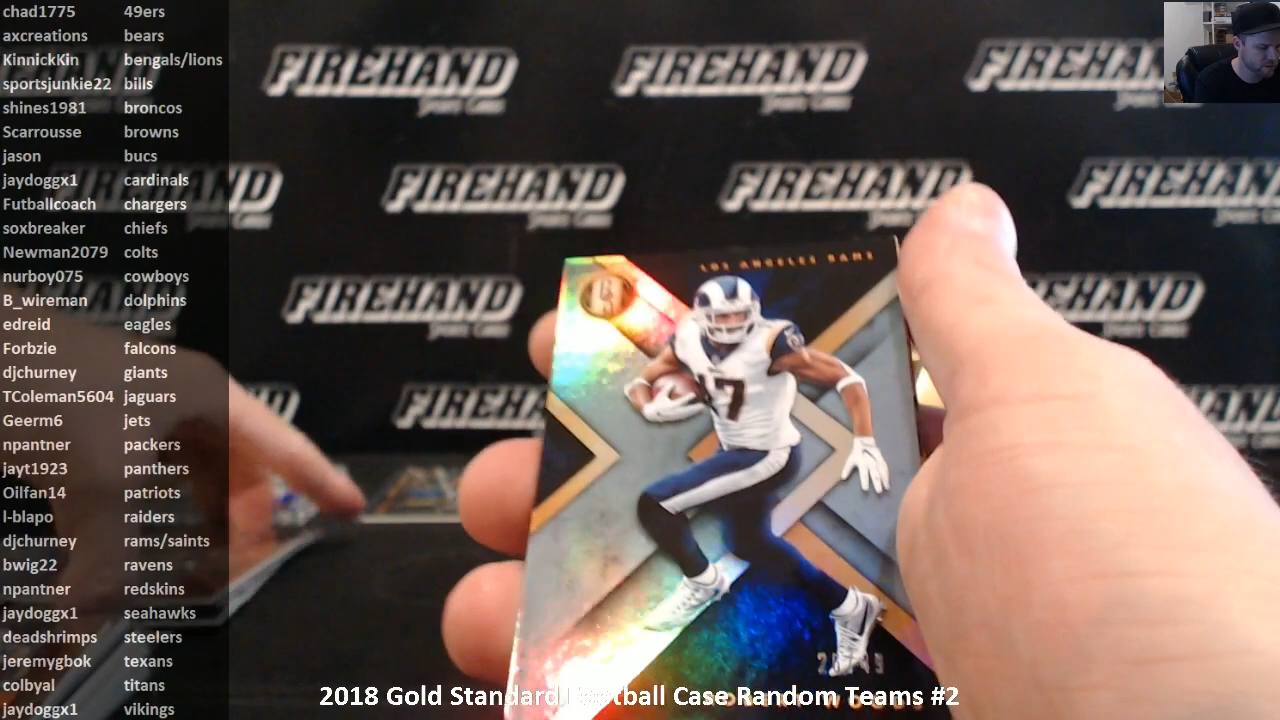 chad1775 49ers
axcreations bears
KinnickKin bengals/lions
sportsjunkie22 bills
shines1981 broncos
Scarrousse browns
jason bucs
jaydoggx1 cardinals
Futballcoach chargers
soxbreaker chiefs
Newman2079 colts
nurboy075 cowboys
B_wireman dolphins
edreid eagles
Forbzie falcons
djchurney giants
TColeman5604 jaguars
Geerm6 jets
npantner packers
jayt1923 panthers
Oilfan14 patriots
l-blapo raiders
djchurney rams/saints
bwig22 ravens
npantner redskins
jaydoggx1 seahawks
deadshrimps steelers
jeremygbok texans
colbyal titans
jaydoggx1 vikings
FIREHAND FIREHAND FIREHAND
FIREHAND FIREHAND FIREHAND
FIREHAND FIREHAND
FIREHAND
LOS ANGELES RAMS
17
2018 Gold Standard Football Case Random Teams #2